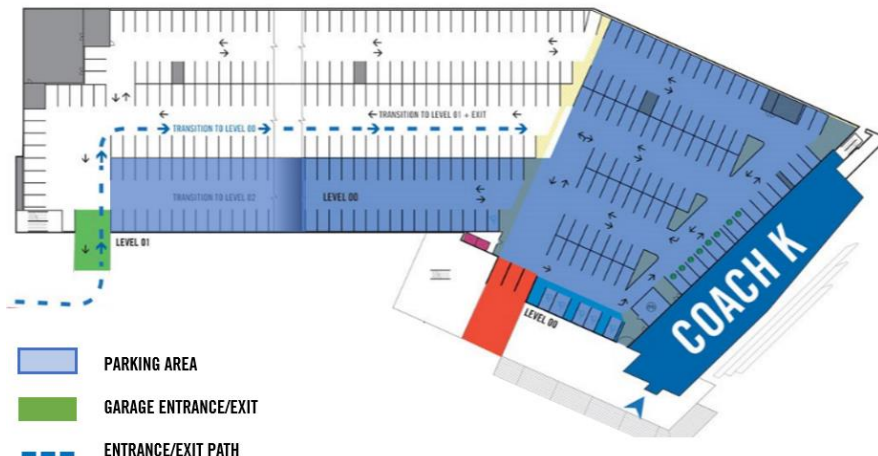 TRANSITION TO LEVEL 01 + EXIT
TRANSITION TO LEVEL 00
TRANSITION TO LEVEL 02
LEVEL 00
LEVEL 01
LEVEL 00
COACH K
PARKING AREA
GARAGE ENTRANCE/EXIT
ENTRANCE/EXIT PATH